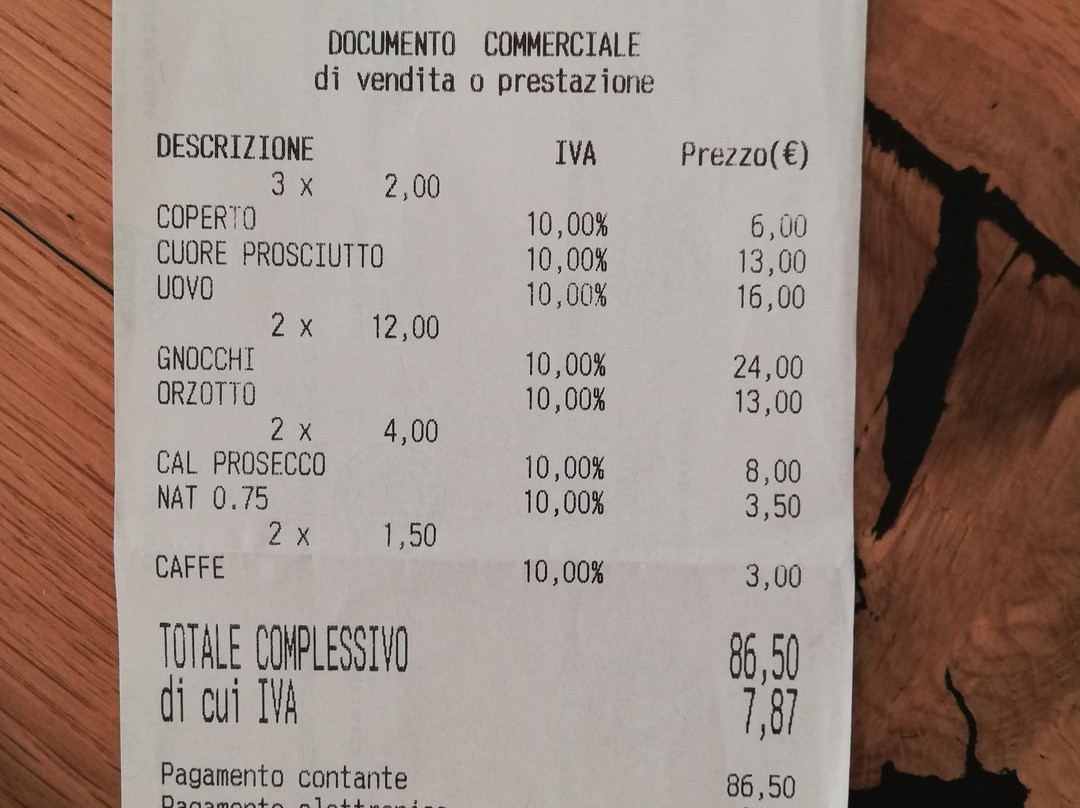 DOCUMENTO COMMERCIALE
di vendita o prestazione
DESCRIZIONE IVA Prezzo(€)
3 x 2,00
COPERTO 10,00% 6,00
CUORE PROSCIUTTO 10,00% 13,00
UOVO 10,00% 16,00
2 x 12,00
GNOCCHI 10,00% 24,00
ORZOTTO 10,00% 13,00
2 x 4,00
CAL PROSECCO 10,00% 8,00
NAT 0.75 10,00% 3,50
2 x 1,50
CAFFE 10,00% 3,00
TOTALE COMPLESSIVO 86,50
di cui IVA 7,87
Pagamento contante 86,50
Pagamento elettronico